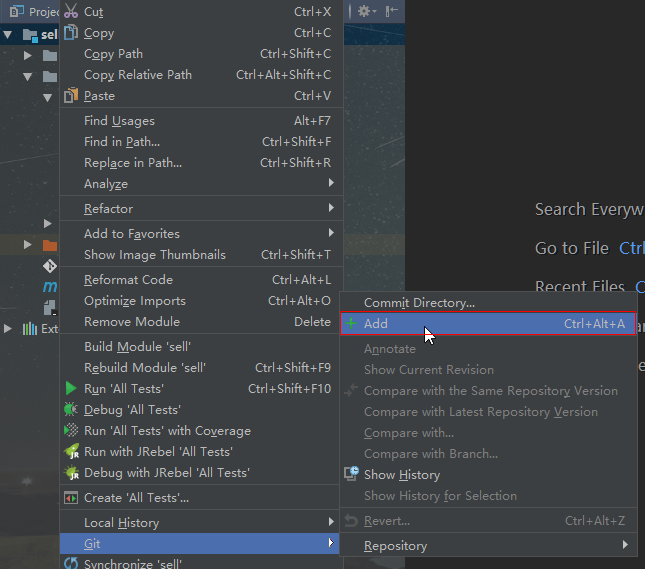 Projec
sel
Cut Ctrl+X
Copy Ctrl+C
Copy Path Ctrl+Shift+C
Copy Relative Path Ctrl+Alt+Shift+C
Paste Ctrl+V
Find Usages Alt+F7
Find in Path... Ctrl+Shift+F
Replace in Path... Ctrl+Shift+R
Analyze
Refactor
Add to Favorites
Show Image Thumbnails Ctrl+Shift+T
Reformat Code Ctrl+Alt+L
Optimize Imports Ctrl+Alt+O
Remove Module Delete
Build Module 'sell'
Rebuild Module 'sell' Ctrl+Shift+F9
Run 'All Tests' Ctrl+Shift+F10
Debug 'All Tests'
Run 'All Tests' with Coverage
Run with JRebel 'All Tests'
Debug with JRebel 'All Tests'
Create 'All Tests'...
Local History
Git
Synchronize 'sell'
m
Exte
Search Everyw
Go to File Ctr
Recent Files C
Commit Directory...
Add Ctrl+Alt+A
Annotate
Show Current Revision
Compare with the Same Repository Version
Compare with Latest Repository Version
Compare with...
Compare with Branch...
Show History
Show History for Selection
Revert... Ctrl+Alt+Z
Repository